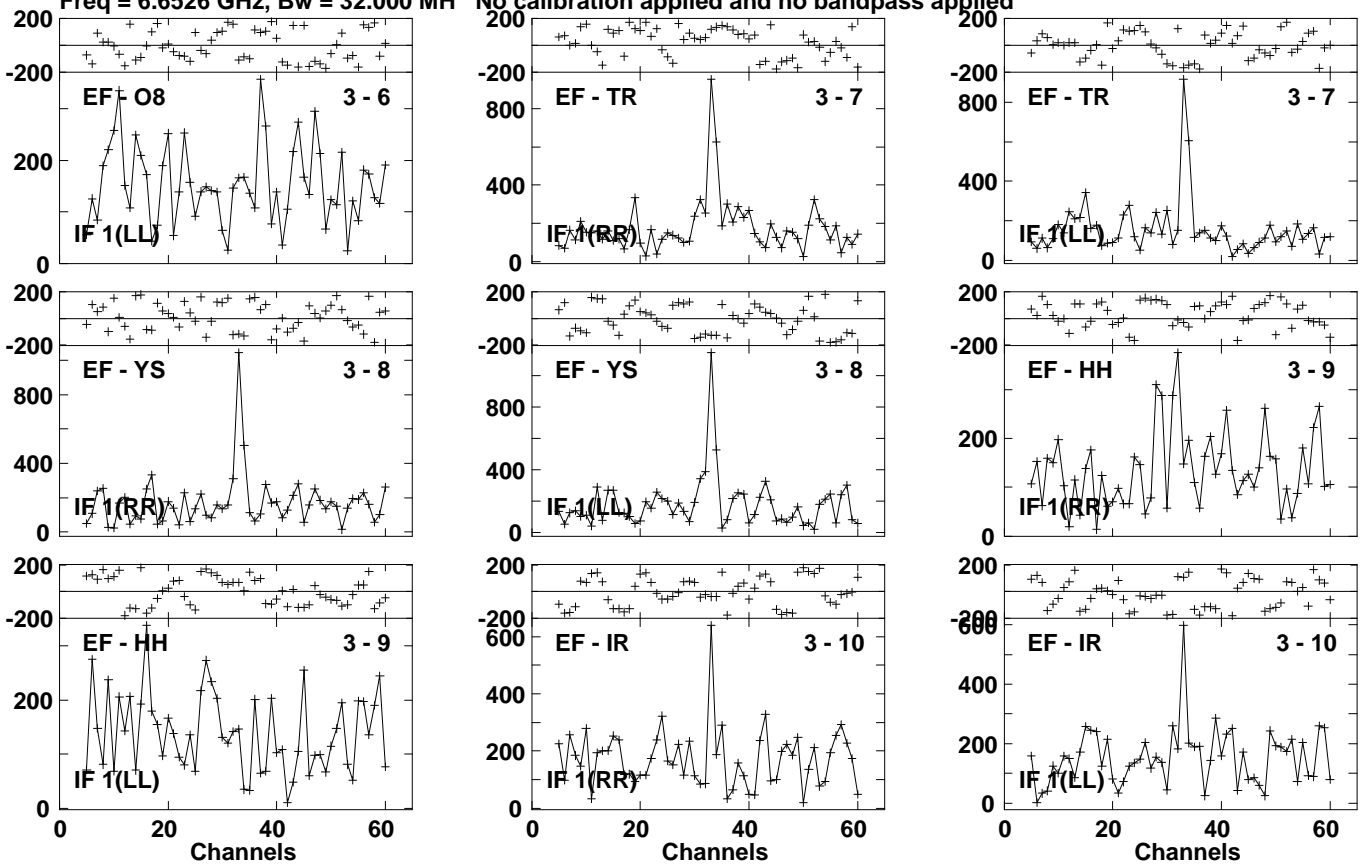 Freq = 6.6526 GHz, Bw = 32.000 MH No calibration applied and no bandpass applied
200 200 200
-200 -200 -200
EF - O8 3 - 6 EF - TR 3 - 7 EF - TR 3 - 7
800 800
200 400 400
IF 1(LL) IF 1(RR) IF 1(LL)
0 0 0
200 200 200
-200 -200 -200
EF - YS 3 - 8 EF - YS 3 - 8 EF - HH 3 - 9
800 800 200
400 400
IF 1(RR) IF 1(LL) IF 1(RR)
0 0 0
200 200 200
-200 -200 -200
600 600
EF - HH 3 - 9 EF - IR 3 - 10 EF - IR 3 - 10
200 400 400
200 200
IF 1(LL) IF 1(RR) IF 1(LL)
0 0 0
0 20 40 60 0 20 40 60 0 20 40 60
Channels Channels Channels